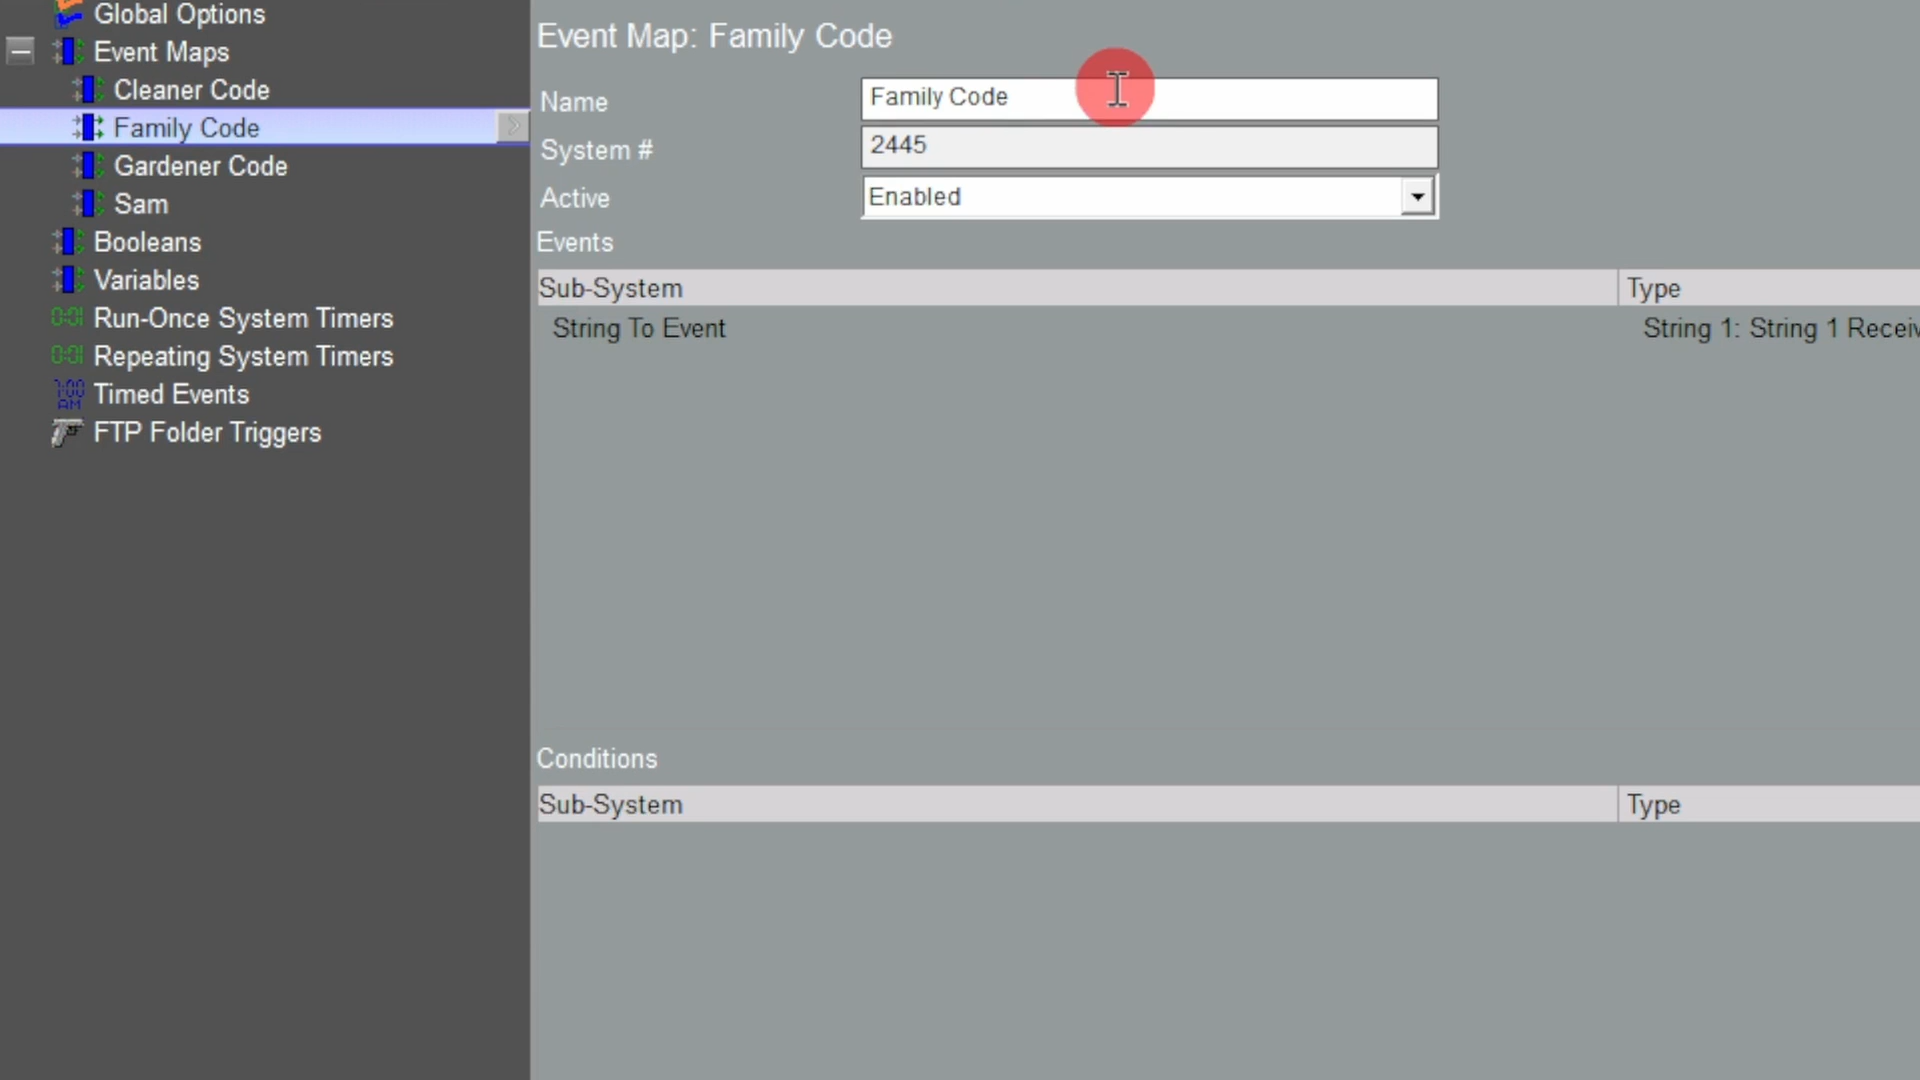 Global Options
Event Maps
Cleaner Code
Family Code
Gardener Code
Sam
Booleans
Variables
Run-Once System Timers
Repeating System Timers
Timed Events
FTP Folder Triggers
Event Map: Family Code
Name Family Code
System # 2445
Active Enabled
Events
Sub-System Type
String To Event String 1: String 1 Receiv
Conditions
Sub-System Type